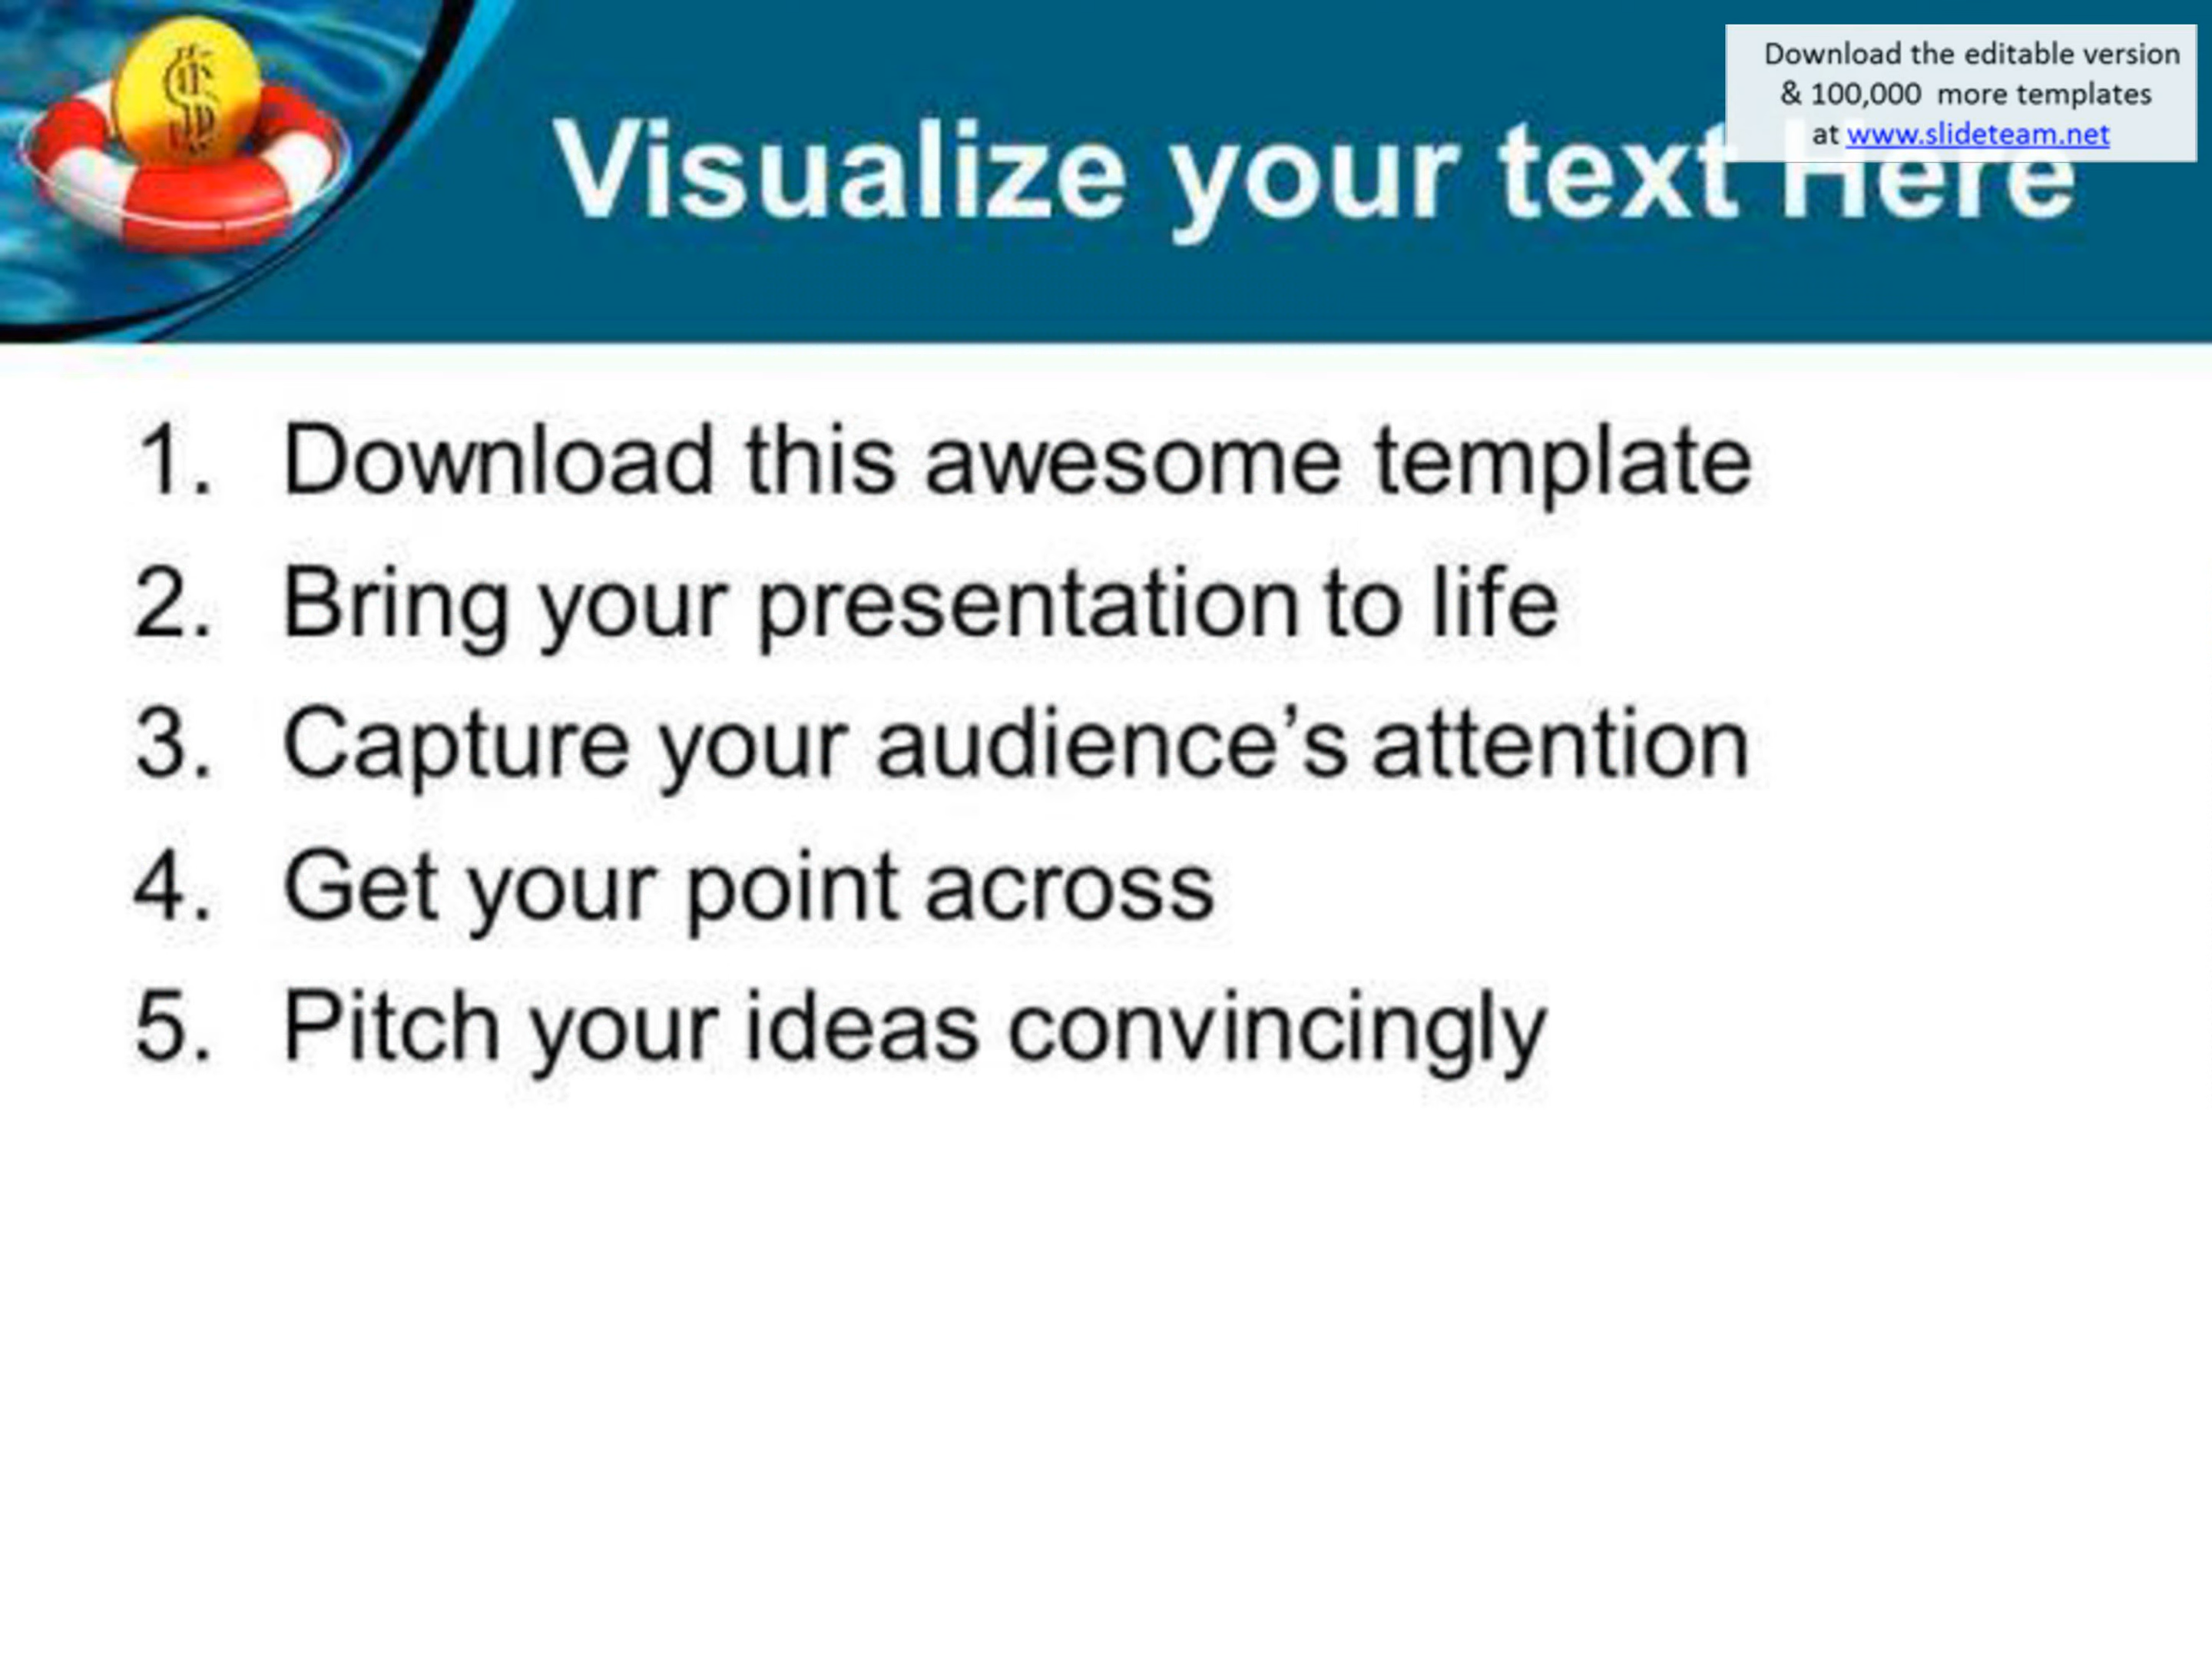 Download the editable version
& 100,000 more templates
at www.slideteam.net
Visualize your text Here
1. Download this awesome template
2. Bring your presentation to life
3. Capture your audience’s attention
4. Get your point across
5. Pitch your ideas convincingly